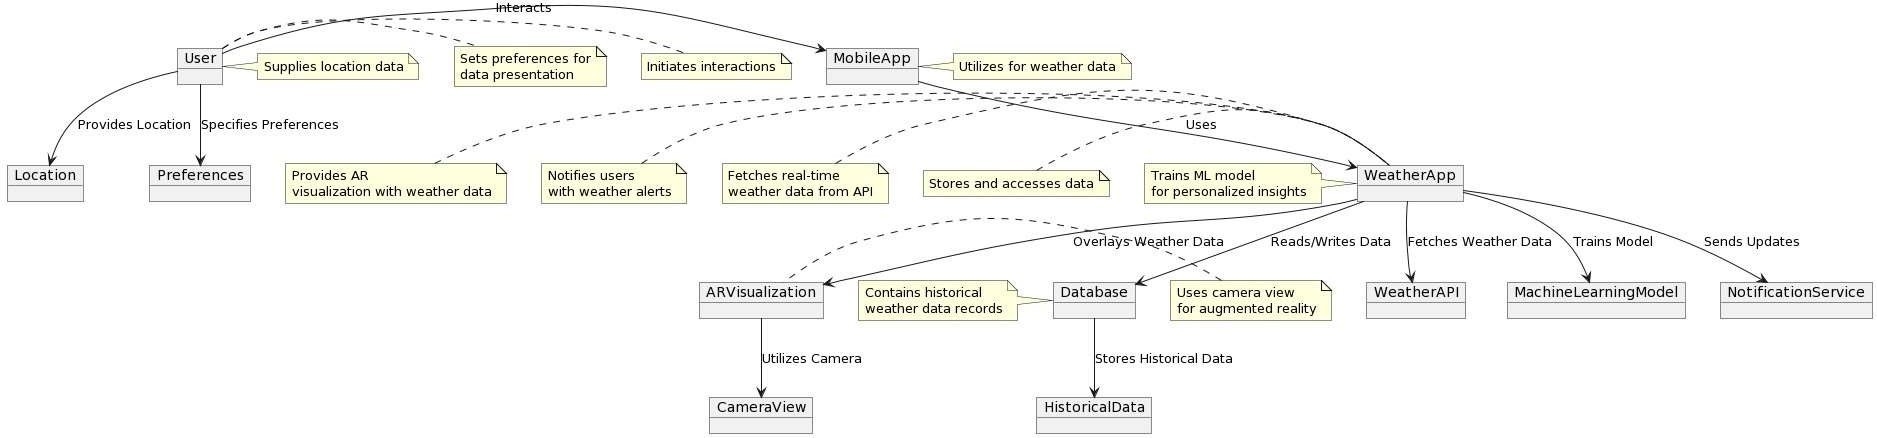 Interacts
User
Supplies location data
Sets preferences for
data presentation
Initiates interactions
MobileApp
Utilizes for weather data
Provides Location
Specifies Preferences
Uses
Location
Preferences
Provides AR
visualization with weather data
Notifies users
with weather alerts
Fetches real-time
weather data from API
Stores and accesses data
Trains ML model
for personalized insights
WeatherApp
Overlays Weather Data
Reads/Writes Data
Fetches Weather Data
Trains Model
Sends Updates
ARVisualization
Contains historical
weather data records
Database
Uses camera view
for augmented reality
WeatherAPI
MachineLearningModel
NotificationService
Utilizes Camera
Stores Historical Data
CameraView
HistoricalData